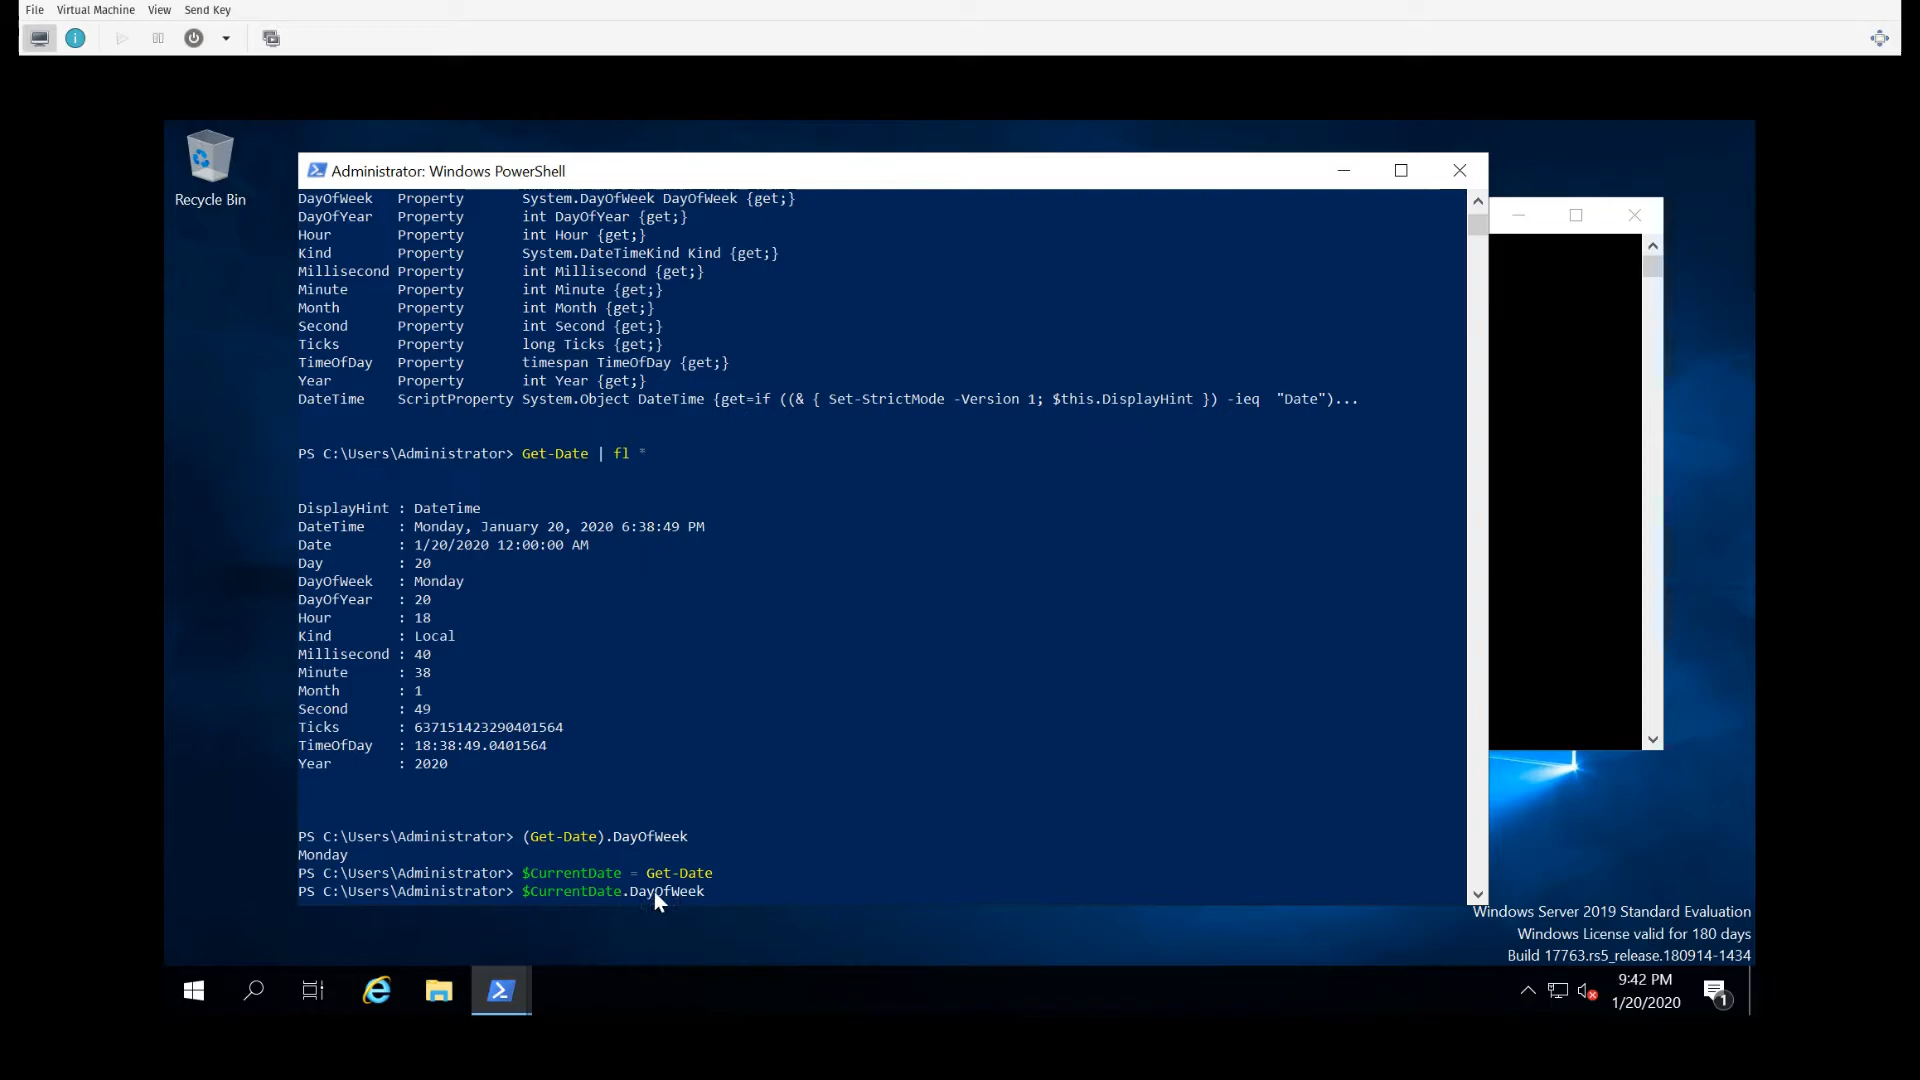 File Virtual Machine View Send Key
Recycle Bin
Administrator: Windows PowerShell
DayOfWeek Property System.DayOfWeek DayOfWeek {get;}
DayOfYear Property int DayOfYear {get;}
Hour Property int Hour {get;}
Kind Property System.DateTimeKind Kind {get;}
Millisecond Property int Millisecond {get;}
Minute Property int Minute {get;}
Month Property int Month {get;}
Second Property int Second {get;}
Ticks Property long Ticks {get;}
TimeOfDay Property timespan TimeOfDay {get;}
Year Property int Year {get;}
DateTime ScriptProperty System.Object DateTime {get=if ((& { Set-StrictMode -Version 1; $this.DisplayHint }) -ieq "Date")...
PS C:\Users\Administrator> Get-Date | fl *
DisplayHint : DateTime
DateTime : Monday, January 20, 2020 6:38:49 PM
Date : 1/20/2020 12:00:00 AM
Day : 20
DayOfWeek : Monday
DayOfYear : 20
Hour : 18
Kind : Local
Millisecond : 40
Minute : 38
Month : 1
Second : 49
Ticks : 637151423290401564
TimeOfDay : 18:38:49.0401564
Year : 2020
PS C:\Users\Administrator> (Get-Date).DayOfWeek
Monday
PS C:\Users\Administrator> $CurrentDate = Get-Date
PS C:\Users\Administrator> $CurrentDate.DayOfWeek
Windows Server 2019 Standard Evaluation
Windows License valid for 180 days
Build 17763.rs5_release.180914-1434
9:42 PM
1/20/2020
1